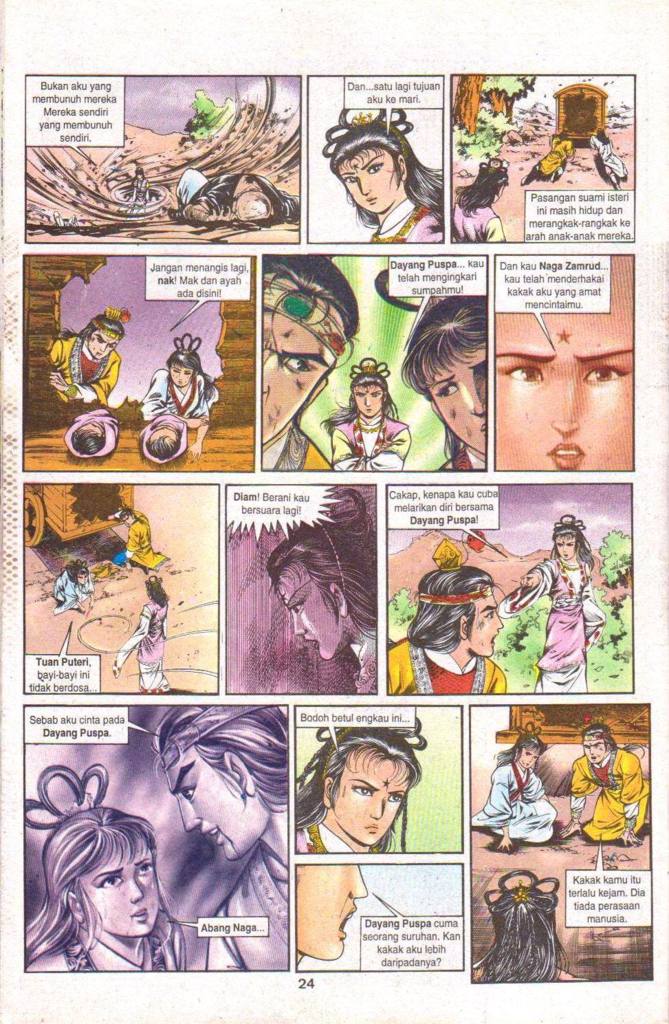 Bukan aku yang
membunuh mereka
Mereka sendiri
yang membunuh
sendiri.
Dan...satu lagi tujuan
aku ke mari.
Pasangan suami isteri
ini masih hidup dan
merangkak-rangkak ke
arah anak-anak mereka.
Jangan menangis lagi,
nak! Mak dan ayah
ada disini!
Dayang Puspa... kau
telah mengingkari
sumpahmu!
Dan kau Naga Zamrud...
kau telah menderhakai
kakak aku yang amat
mencintaimu.
Tuan Puteri,
bayi-bayi ini
tidak berdosa...
Diam! Berani kau
bersuara lagi!
Cakap, kenapa kau cuba
melarikan diri bersama
Dayang Puspa!
Sebab aku cinta pada
Dayang Puspa.
Abang Naga...
Bodoh betul engkau ini...
Dayang Puspa cuma
seorang suruhan. Kan
kakak aku lebih
daripadanya?
Kakak kamu itu
terlalu kejam. Dia
tiada perasaan
manusia.
24